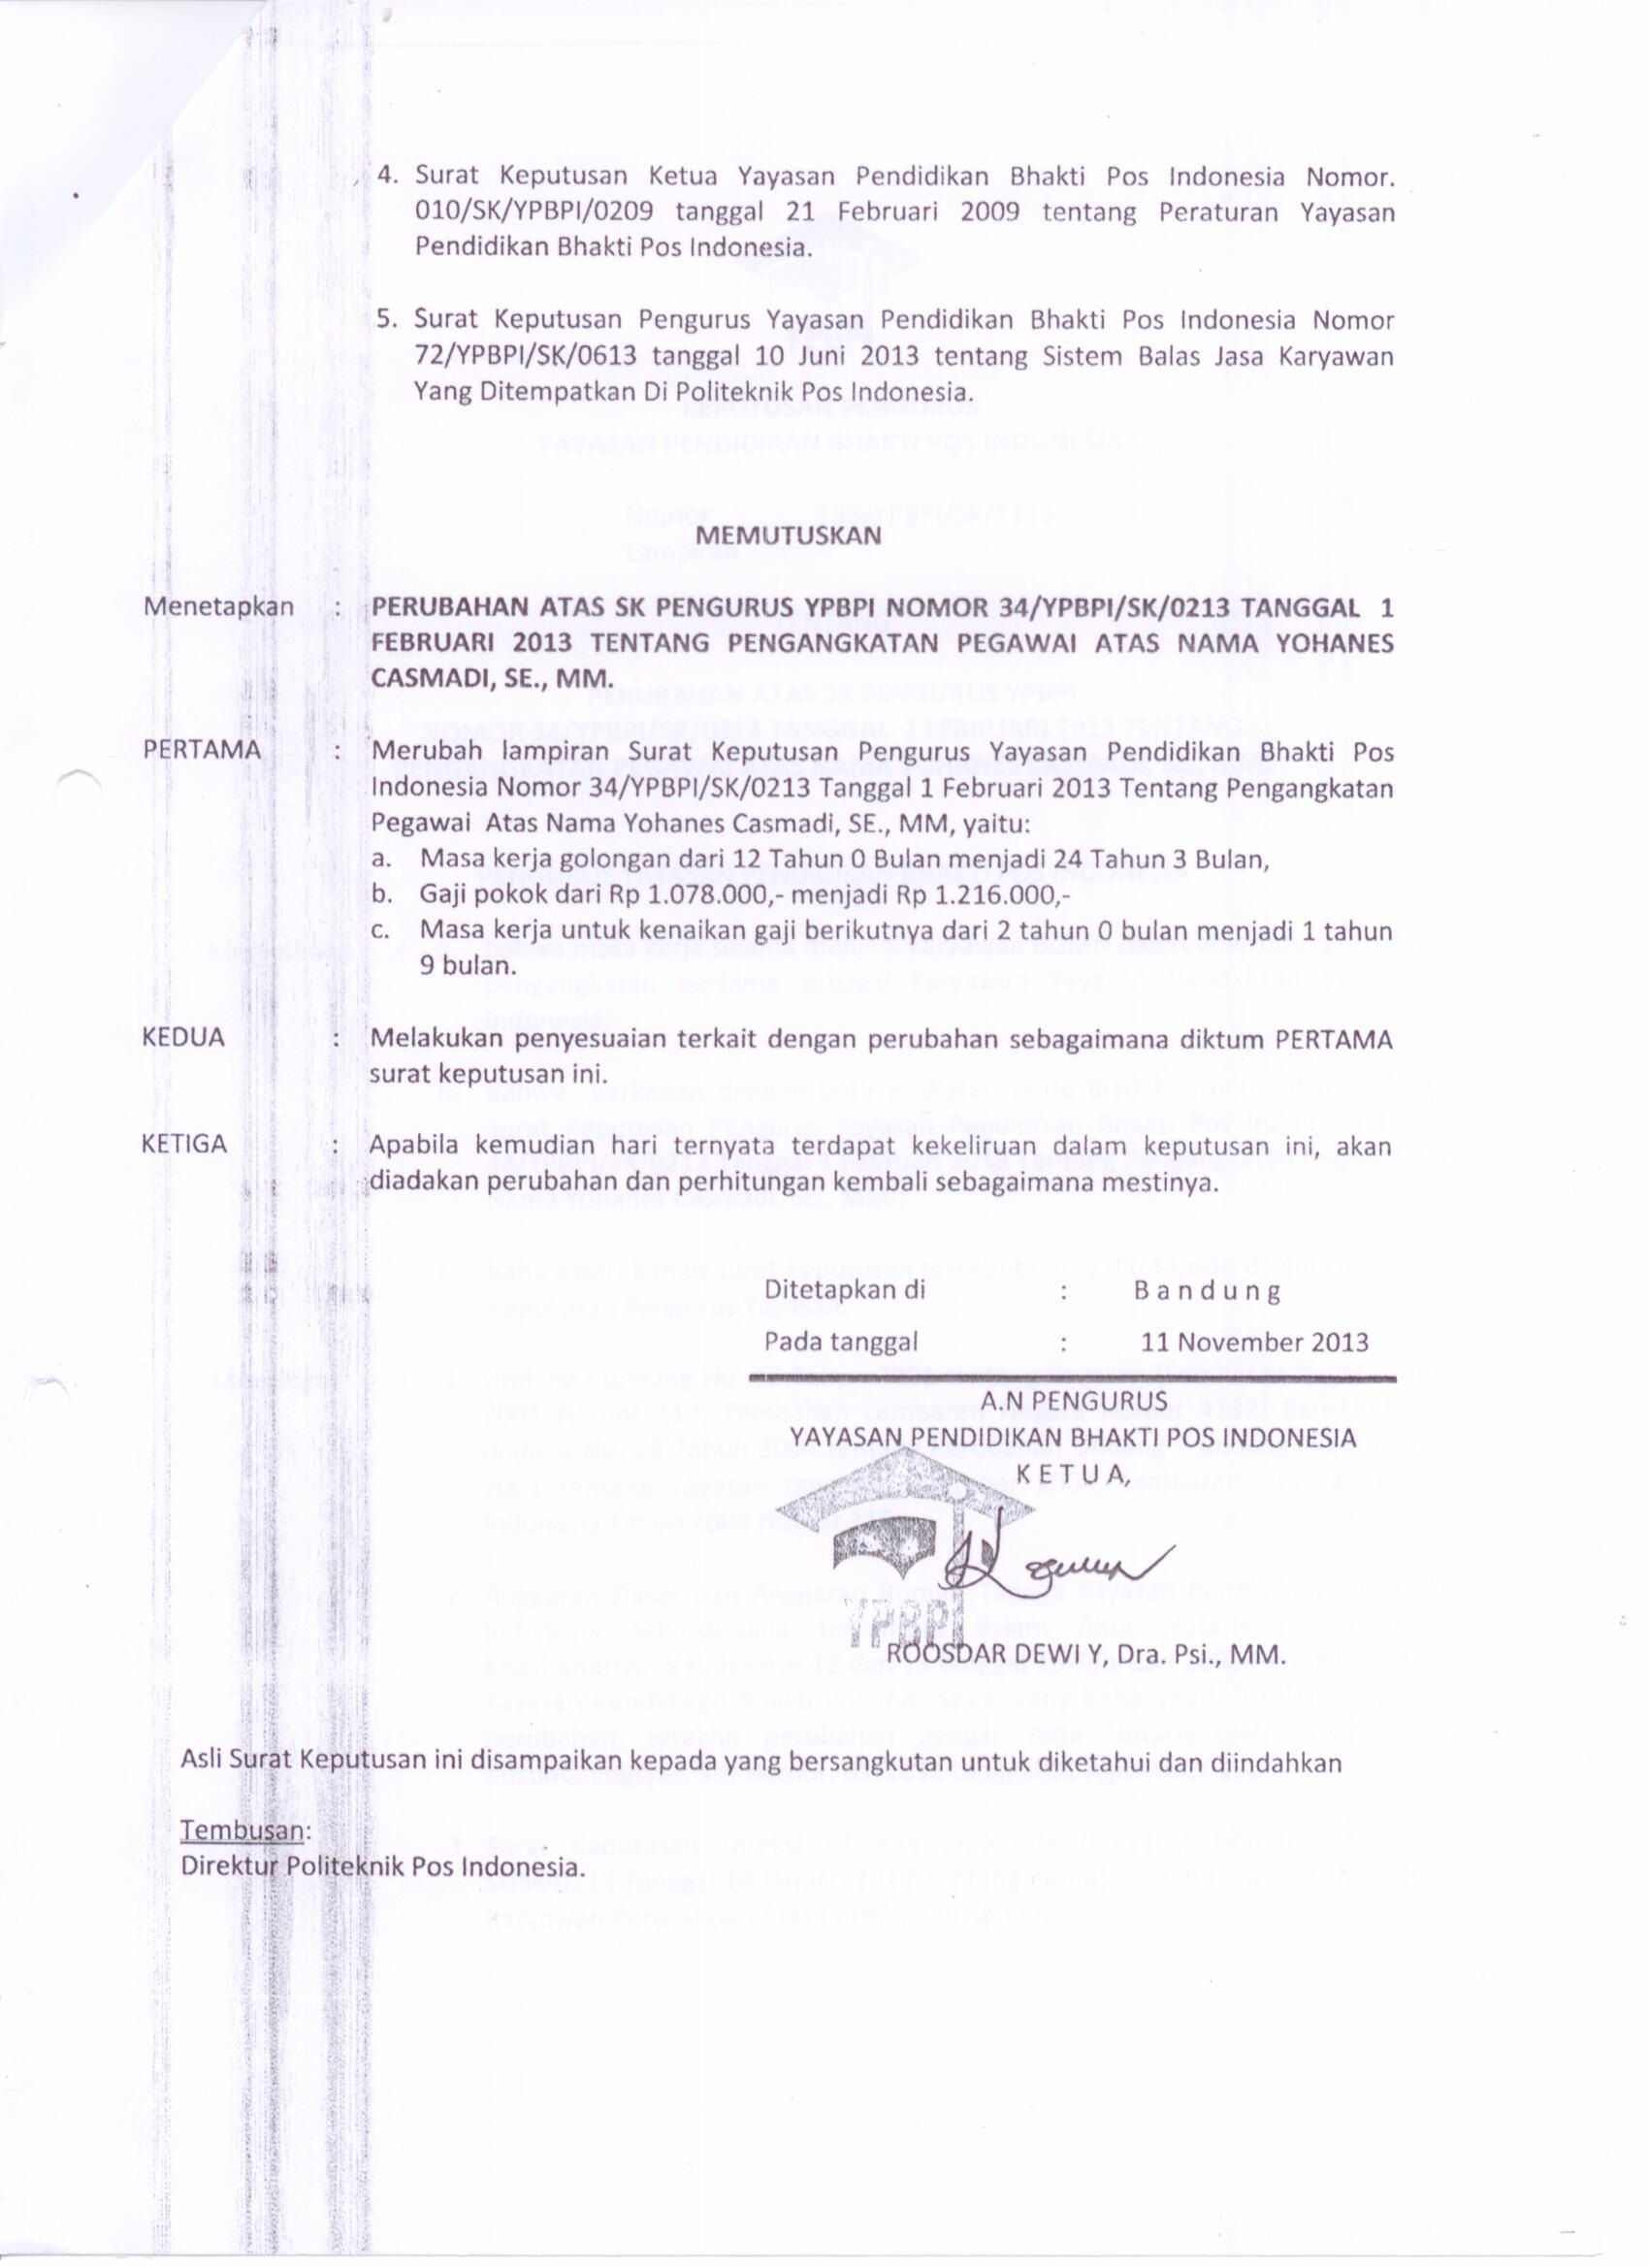 4. Surat Keputusan Ketua Yayasan Pendidikan Bhakti Pos Indonesia Nomor.
010/SK/YPBPI/0209 tanggal 21 Februari 2009 tentang Peraturan Yayasan
Pendidikan Bhakti Pos Indonesia.
5. Surat Keputusan Pengurus Yayasan Pendidikan Bhakti Pos Indonesia Nomor
72/YPBPI/SK/0613 tanggal 10 Juni 2013 tentang Sistem Balas Jasa Karyawan
Yang Ditempatkan Di Politeknik Pos Indonesia.
MEMUTUSKAN
Menetapkan : PERUBAHAN ATAS SK PENGURUS YPBPI NOMOR 34/YPBPI/SK/0213 TANGGAL 1
FEBRUARI 2013 TENTANG PENGANGKATAN PEGAWAI ATAS NAMA YOHANES
CASMADI, SE., MM.
PERTAMA : Merubah lampiran Surat Keputusan Pengurus Yayasan Pendidikan Bhakti Pos
Indonesia Nomor 34/YPBPI/SK/0213 Tanggal 1 Februari 2013 Tentang Pengangkatan
Pegawai Atas Nama Yohanes Casmadi, SE., MM, yaitu:
a. Masa kerja golongan dari 12 Tahun 0 Bulan menjadi 24 Tahun 3 Bulan,
b. Gaji pokok dari Rp 1.078.000,- menjadi Rp 1.216.000,-
c. Masa kerja untuk kenaikan gaji berikutnya dari 2 tahun 0 bulan menjadi 1 tahun
9 bulan.
KEDUA : Melakukan penyesuaian terkait dengan perubahan sebagaimana diktum PERTAMA
surat keputusan ini.
KETIGA : Apabila kemudian hari ternyata terdapat kekeliruan dalam keputusan ini, akan
diadakan perubahan dan perhitungan kembali sebagaimana mestinya.
Ditetapkan di : B a n d u n g
Pada tanggal : 11 November 2013
A.N PENGURUS
YAYASAN PENDIDIKAN BHAKTI POS INDONESIA
K E T U A,
YPBPI
ROOSDAR DEWI Y, Dra. Psi., MM.
Asli Surat Keputusan ini disampaikan kepada yang bersangkutan untuk diketahui dan diindahkan
Tembusan:
Direktur Politeknik Pos Indonesia.